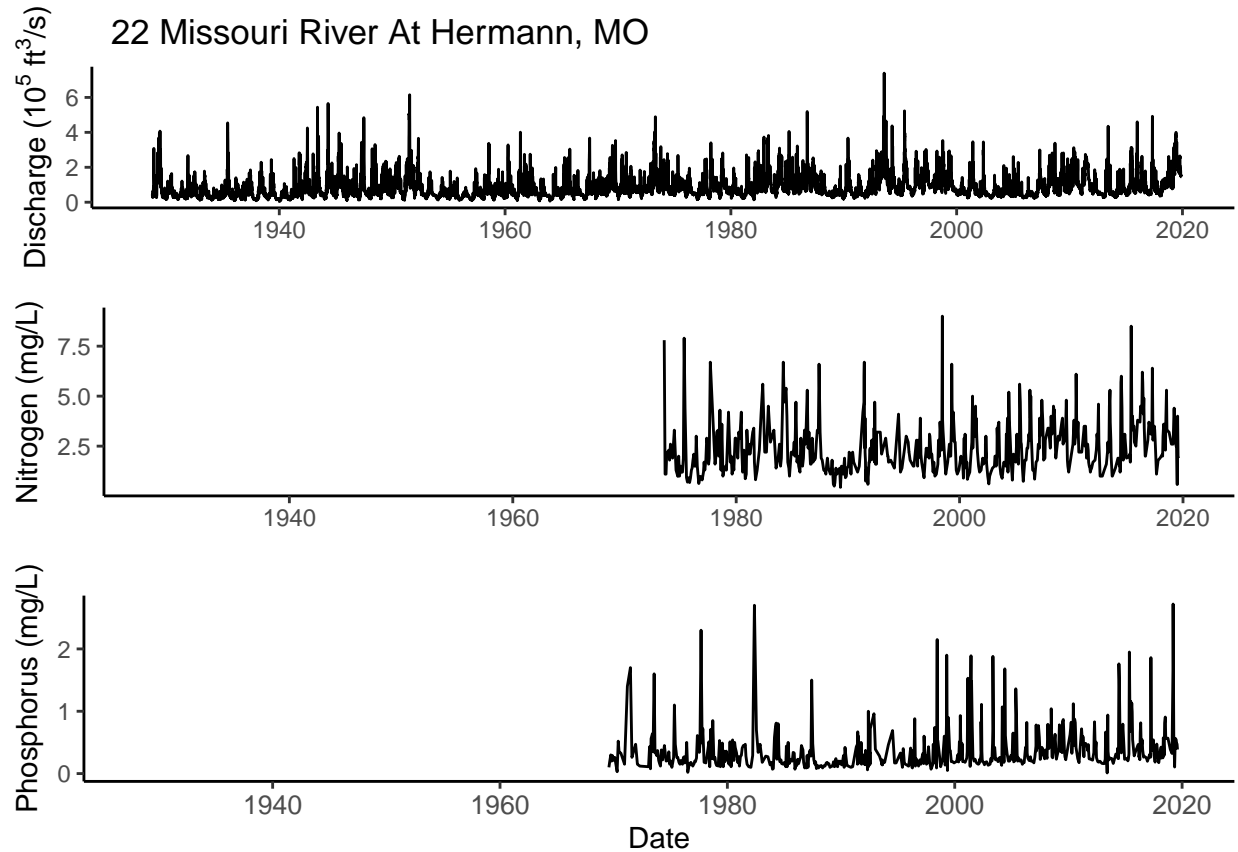 22 Missouri River At Hermann, MO
Discharge (10⁵ ft³/s)
6
4
2
0
1940 1960 1980 2000 2020
Nitrogen (mg/L)
7.5
5.0
2.5
1940 1960 1980 2000 2020
Phosphorus (mg/L)
2
1
0
1940 1960 1980 2000 2020
Date